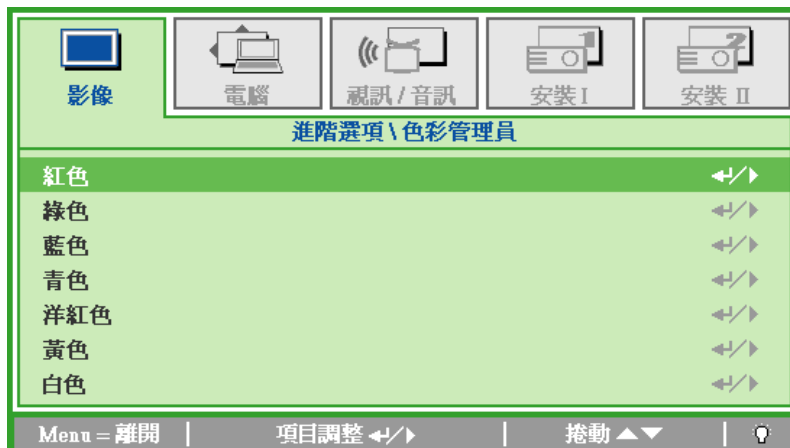 影像
電腦
視訊 / 音訊
安裝 I
安裝 II
進階選項 \ 色彩管理員
紅色
綠色
藍色
青色
洋紅色
黃色
白色
Menu = 離開 項目調整 捲動